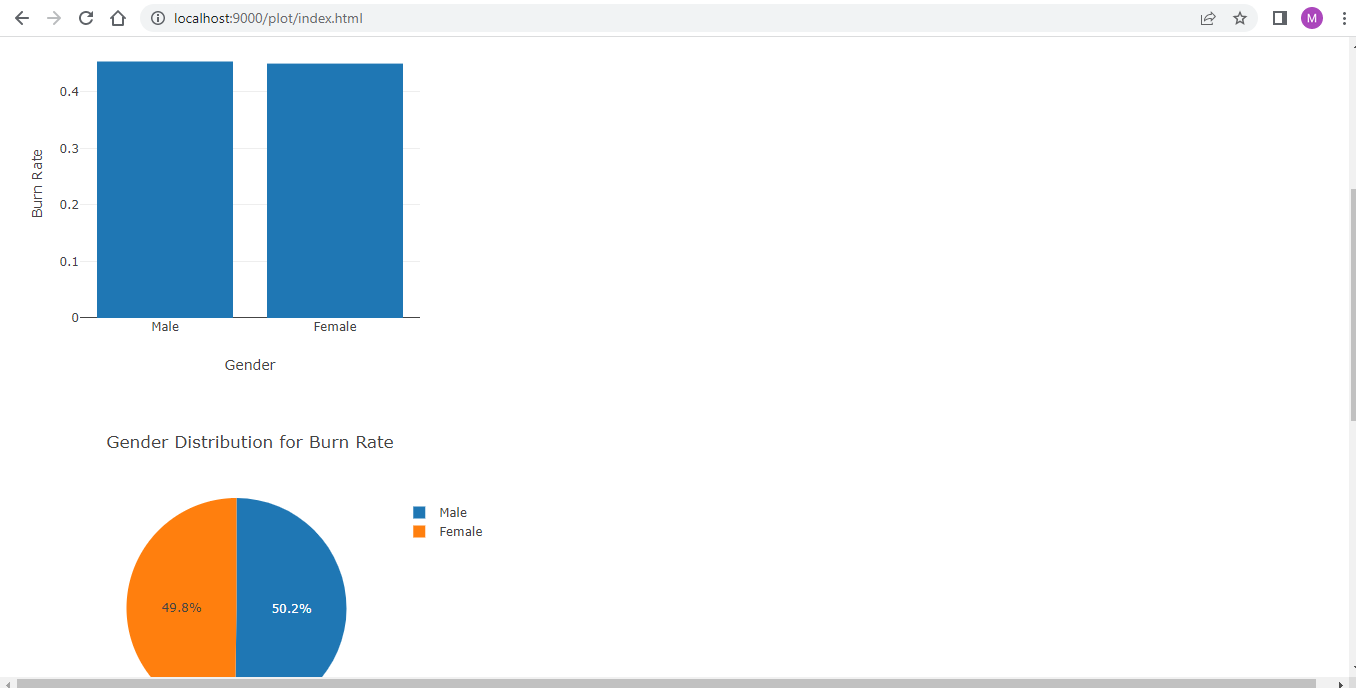 localhost:9000/plot/index.html
M
0.4
0.3
0.2
0.1
0
Burn Rate
Male Female
Gender
Gender Distribution for Burn Rate
Male
Female
49.8% 50.2%